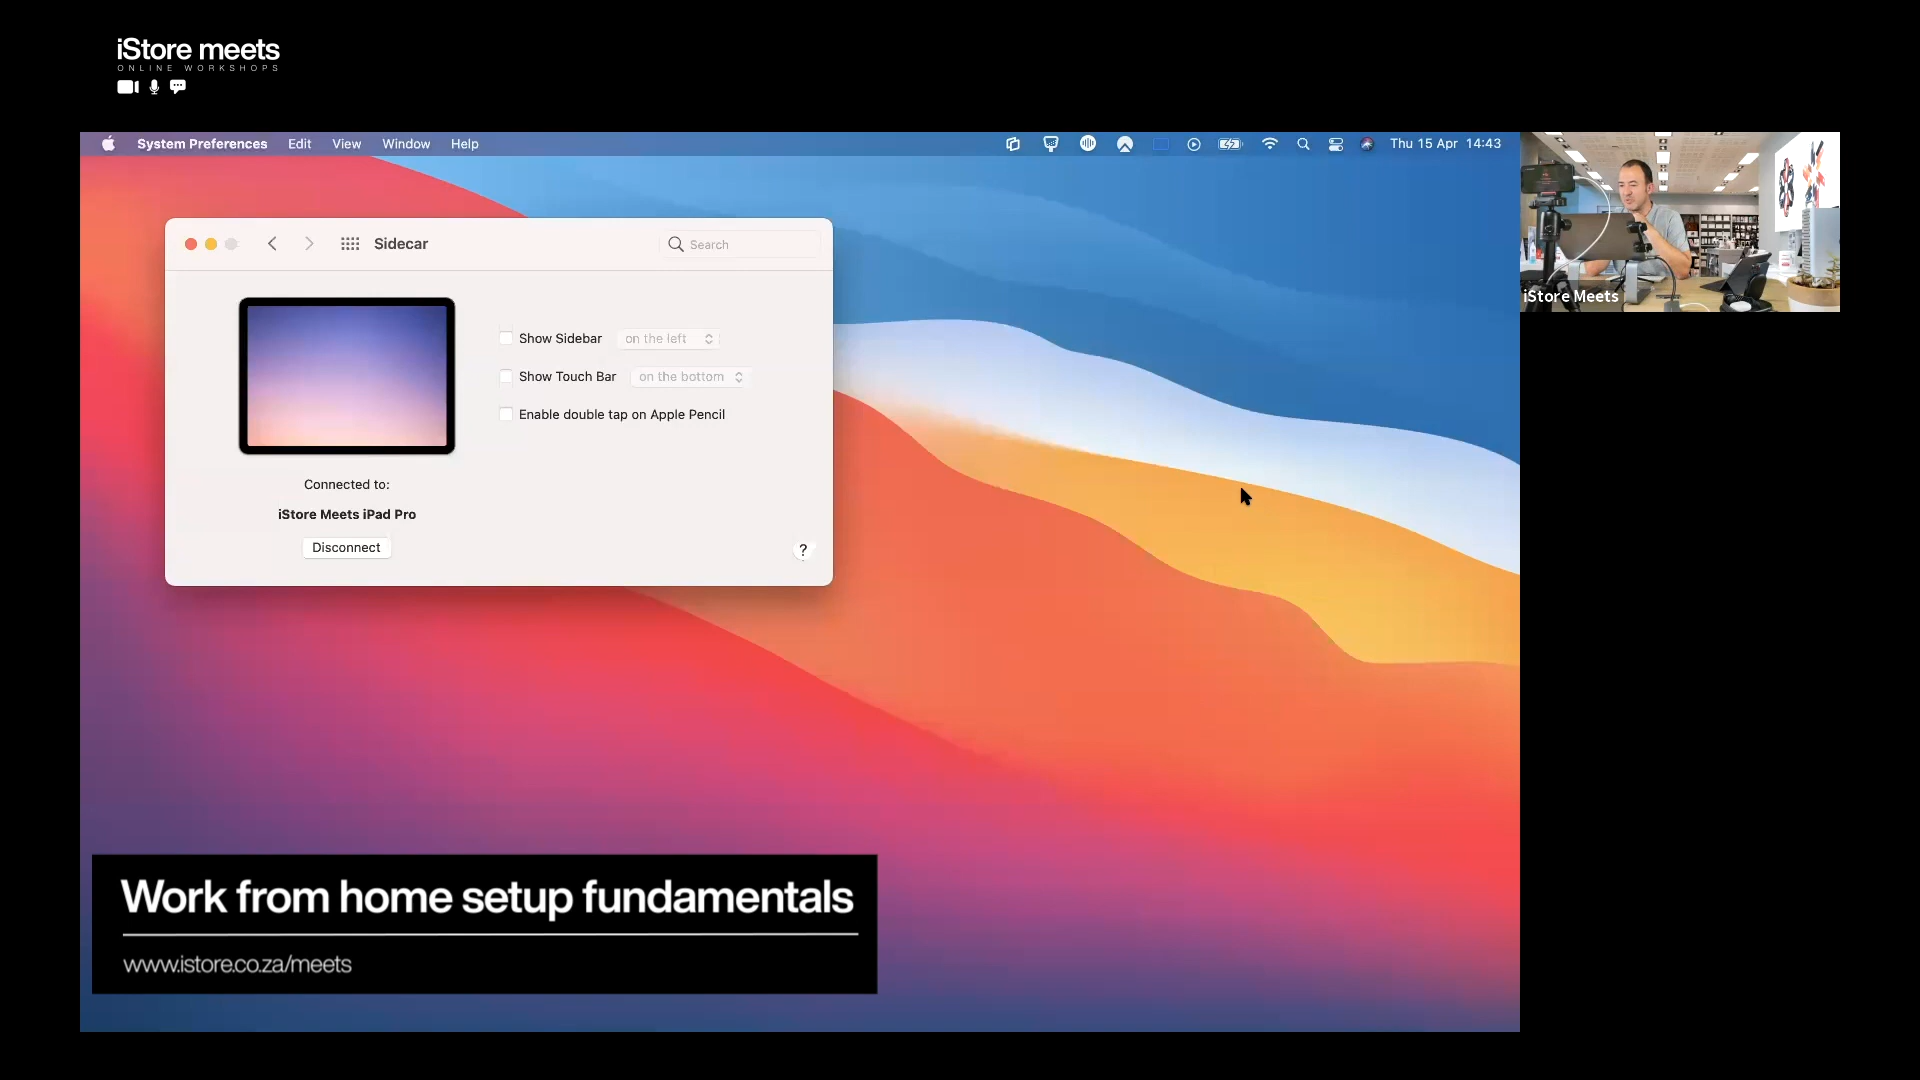 iStore meets
ONLINE WORKSHOPS
System Preferences Edit View Window Help
Thu 15 Apr 14:43
Sidecar
Search
Show Sidebar on the left
Show Touch Bar on the bottom
Enable double tap on Apple Pencil
Connected to:
iStore Meets iPad Pro
Disconnect
?
iStore Meets
Work from home setup fundamentals
www.istore.co.za/meets